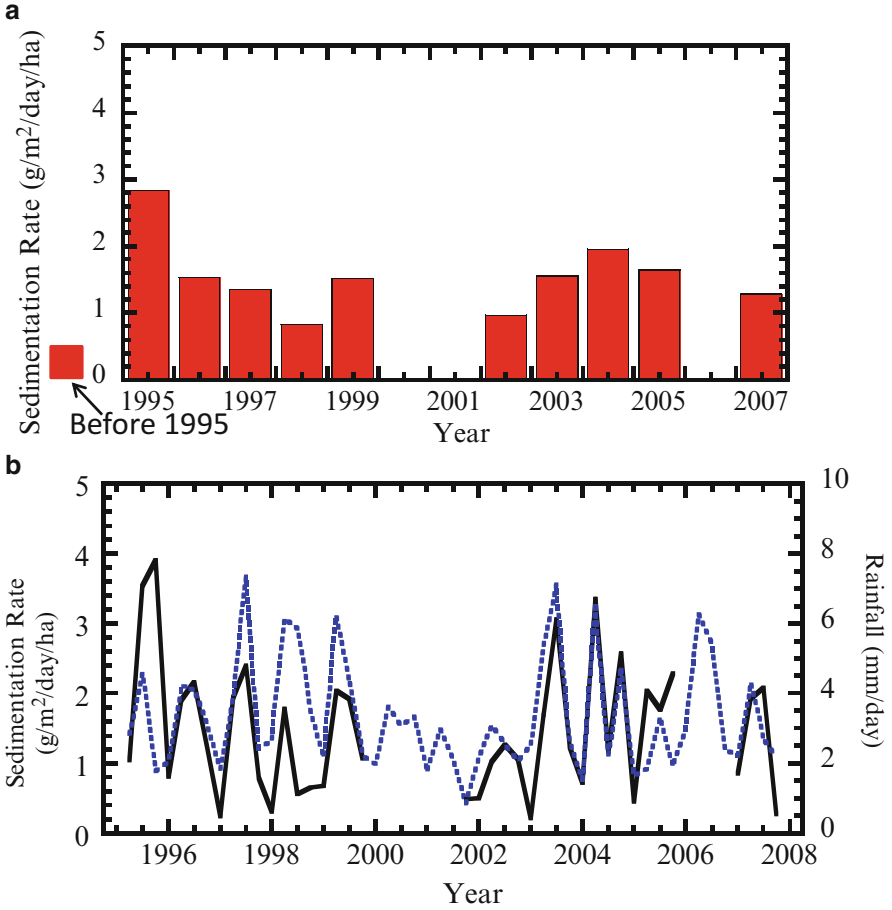 a
Sedimentation Rate (g/m²/day/ha)
5
4
3
2
1
0
1995 1997 1999 2001 2003 2005 2007
Before 1995
Year
b
Sedimentation Rate
(g/m²/day/ha)
5
4
3
2
1
0
10
8
6
4
2
0
Rainfall (mm/day)
1996 1998 2000 2002 2004 2006 2008
Year